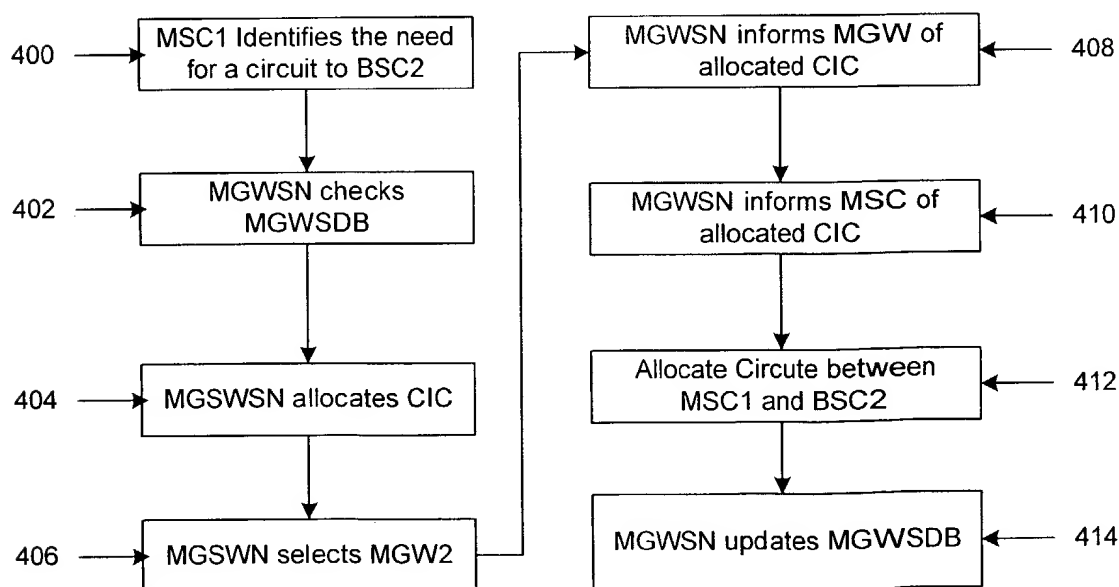 400
MSC1 Identifies the need
for a circuit to BSC2
402
MGWSN checks
MGWSDB
404
MGSWSN allocates CIC
406
MGSWN selects MGW2
MGWSN informs MGW of
allocated CIC
408
MGWSN informs MSC of
allocated CIC
410
Allocate Circute between
MSC1 and BSC2
412
MGWSN updates MGWSDB
414